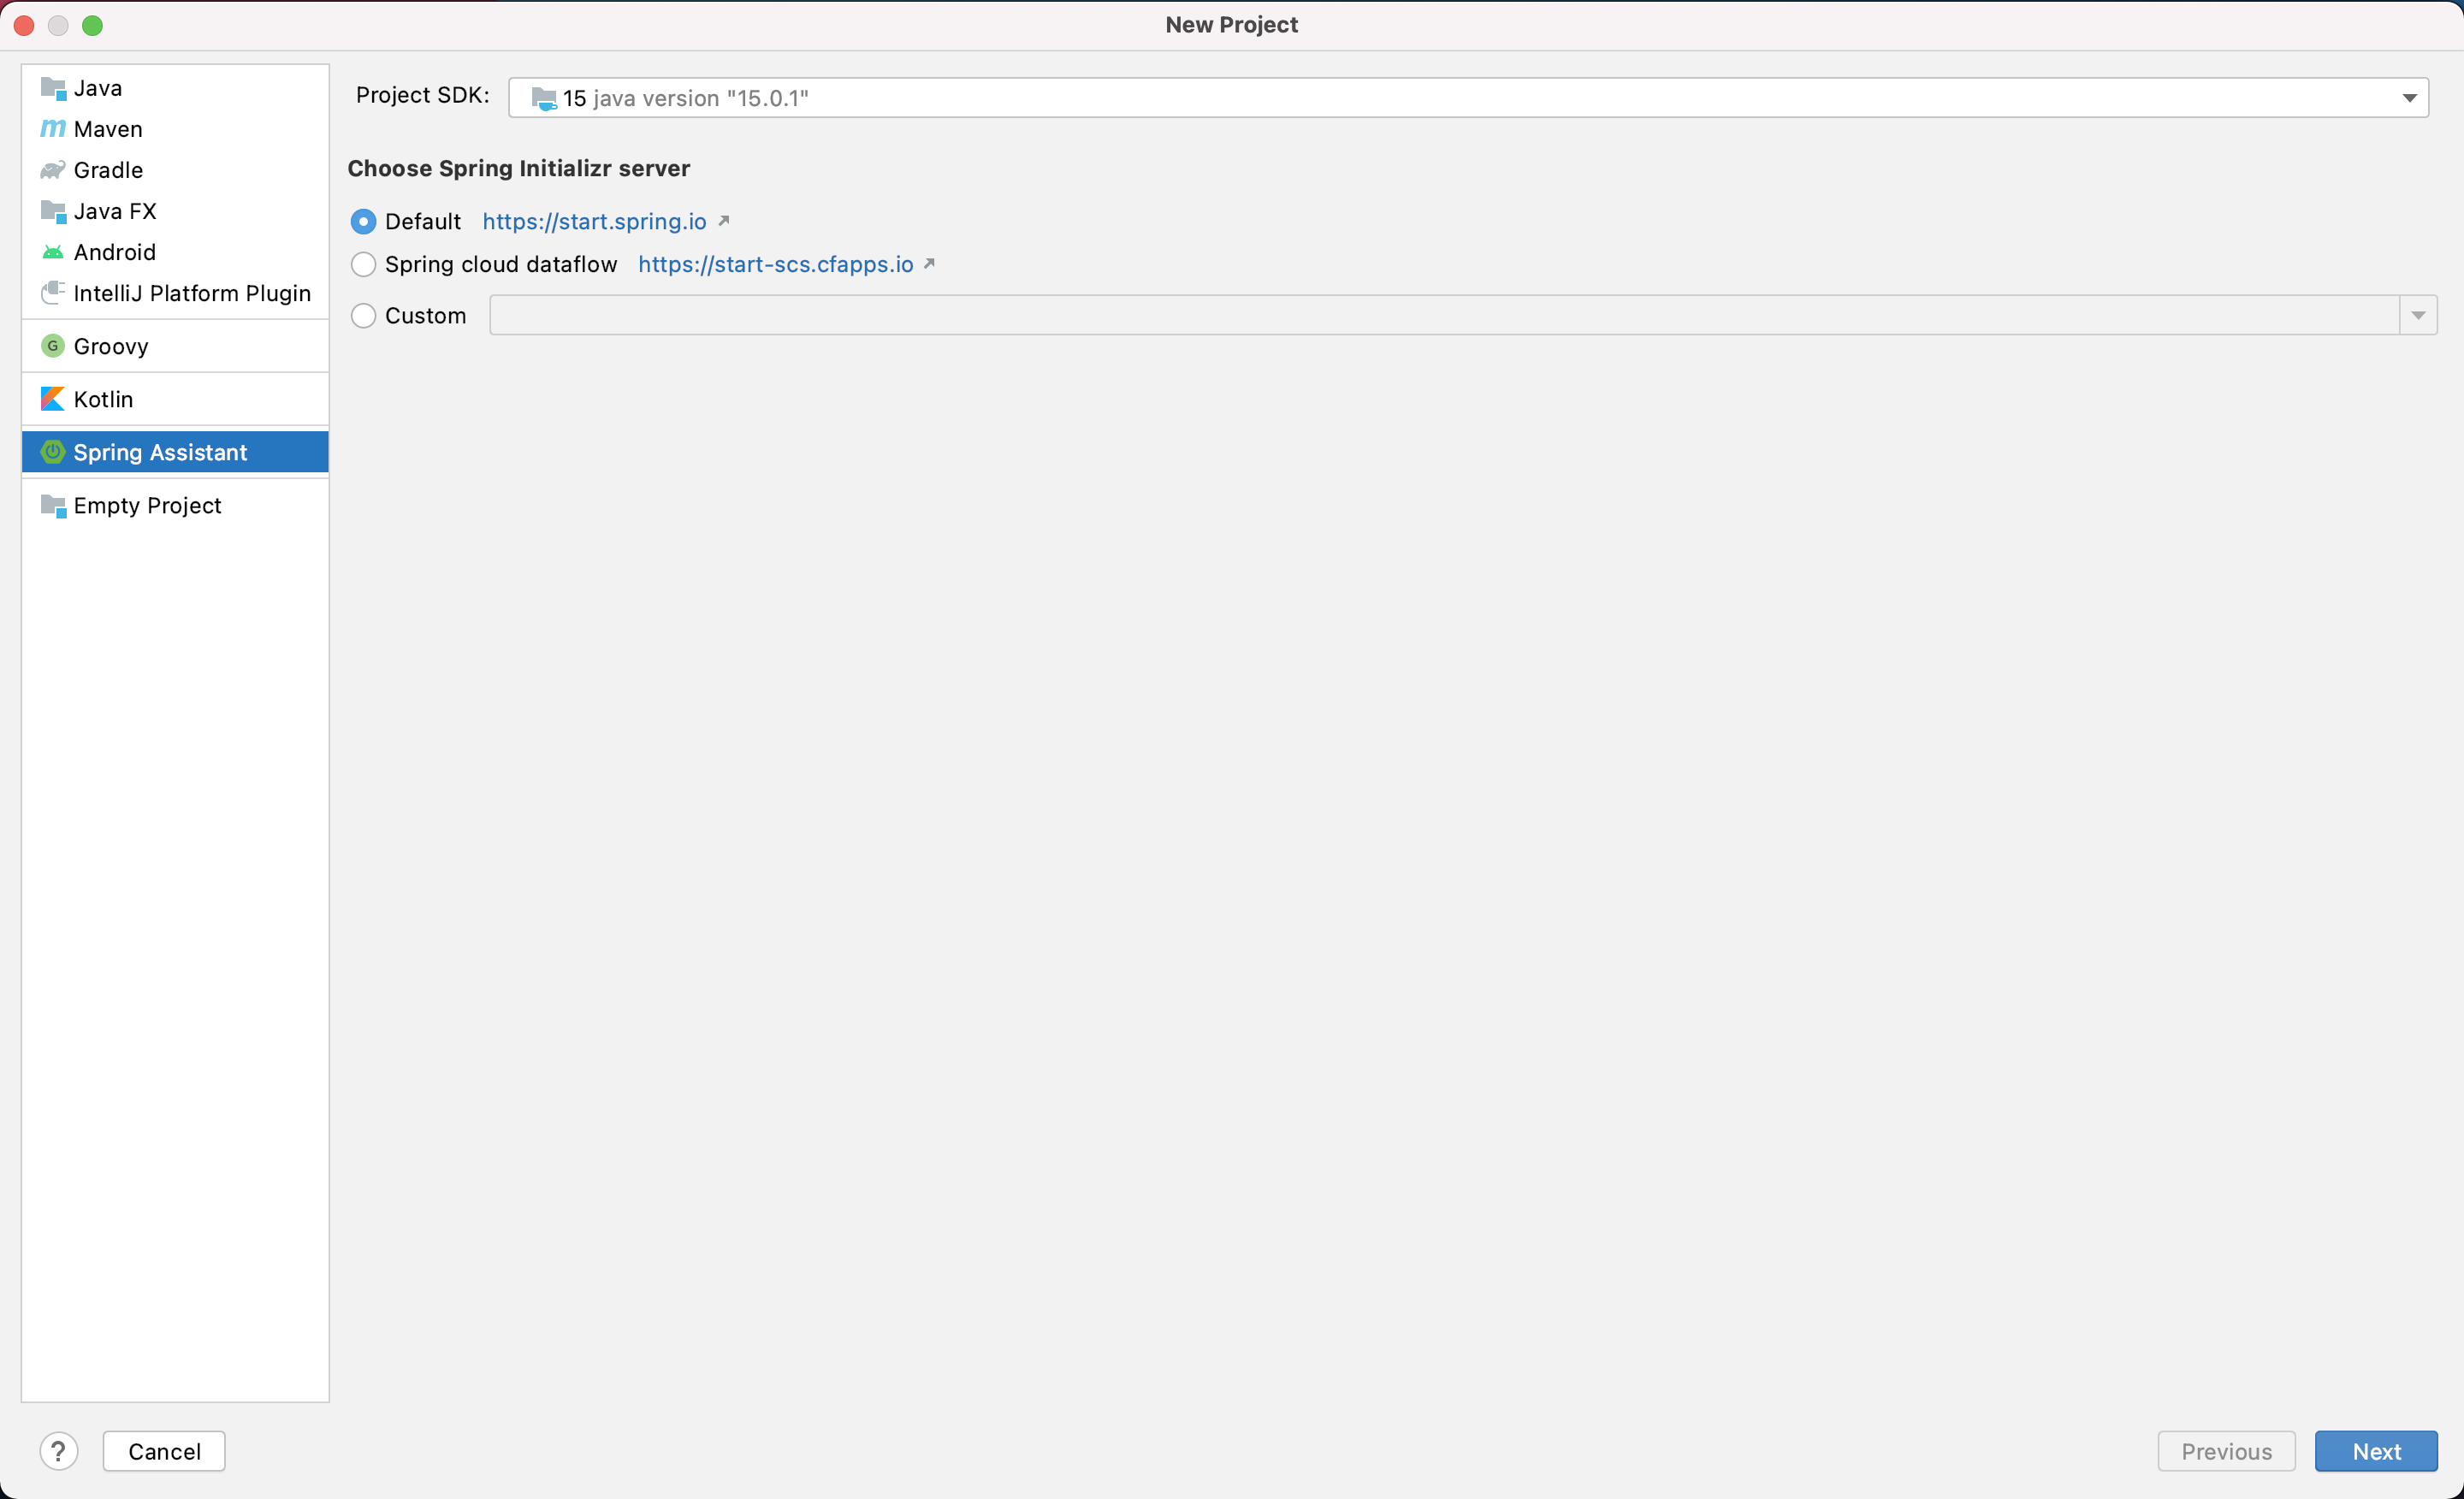 New Project
Java
Maven
Gradle
Java FX
Android
IntelliJ Platform Plugin
G Groovy
Kotlin
Spring Assistant
Empty Project
Project SDK: 15 java version "15.0.1"
Choose Spring Initializr server
Default https://start.spring.io
Spring cloud dataflow https://start-scs.cfapps.io
Custom
? Cancel
Previous Next